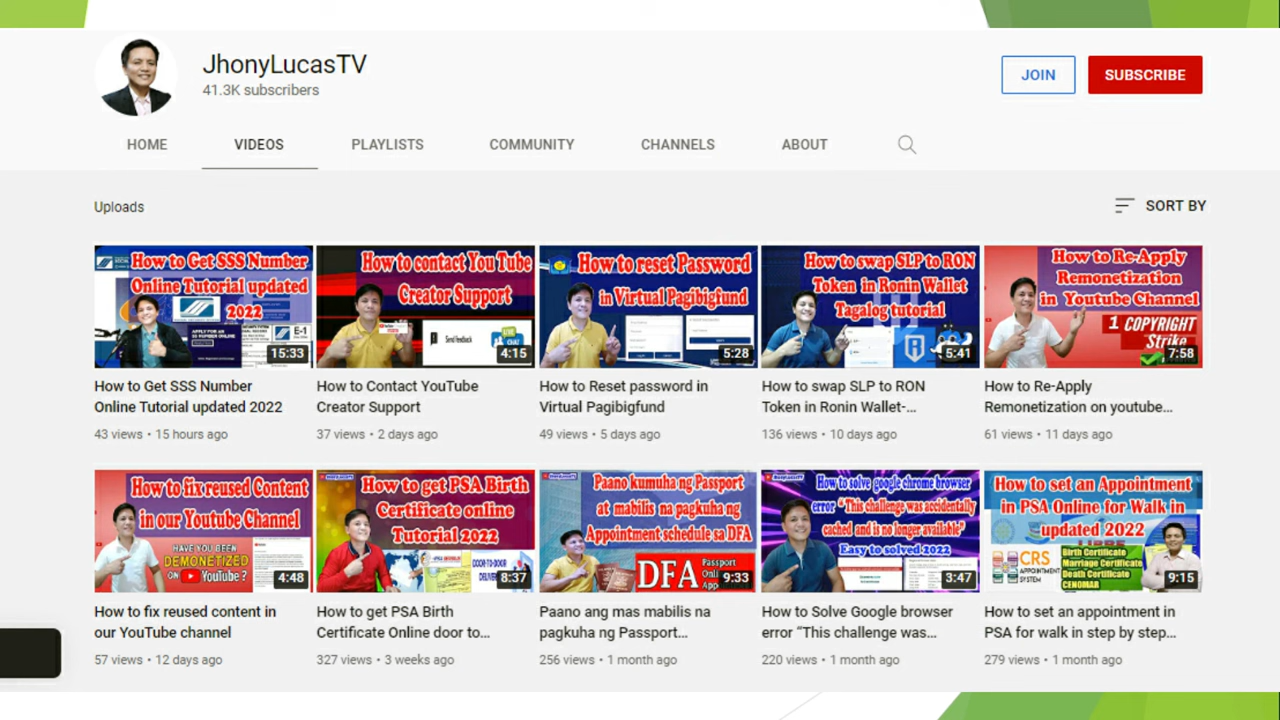 JhonyLucasTV
41.3K subscribers
JOIN
SUBSCRIBE
HOME
VIDEOS
PLAYLISTS
COMMUNITY
CHANNELS
ABOUT
Uploads
SORT BY
How to Get SSS Number
Online Tutorial updated
2022
E-1
15:33
How to Get SSS Number
Online Tutorial updated 2022
43 views • 15 hours ago
How to contact You Tube
Creator Support
Send feedback
LIVE
CHAT
4:15
How to Contact YouTube
Creator Support
37 views • 2 days ago
How to reset Password
in Virtual Pagibigfund
5:28
How to Reset password in
Virtual Pagibigfund
49 views • 5 days ago
How to swap SLP to RON
Token in Ronin Wallet
Tagalog tutorial
5:41
How to swap SLP to RON
Token in Ronin Wallet-...
136 views • 10 days ago
How to Re-Apply
Remonetization
in Youtube Channel
1 COPYRIGHT
Strike
7:58
How to Re-Apply
Remonetization on youtube...
61 views • 11 days ago
How to fix reused Content
in our Youtube Channel
HAVE YOU BEEN
DEMONETIZED
ON YouTube ?
4:48
How to fix reused content in
our YouTube channel
57 views • 12 days ago
How to get PSA Birth
Certificate online
Tutorial 2022
DOOR-TO-DOOR
8:37
How to get PSA Birth
Certificate Online door to...
327 views • 3 weeks ago
Paano kumuha ng Passport
at mabilis na pagkuha ng
Appointment schedule sa DFA
DFA
Passport
Onli
App
9:33
Paano ang mas mabilis na
pagkuha ng Passport...
256 views • 1 month ago
How to solve google chrome browser
error “This challenge was accidentally
cached and is no longer available”
Easy to solved 2022
3:47
How to Solve Google browser
error “This challenge was...
220 views • 1 month ago
How to set an Appointment
in PSA Online for Walk in
updated 2022
CRS
APPOINTMENT
SYSTEM
Birth Certificate
Marriage Certificate
Death Certificate
CENOMAR
9:15
How to set an appointment in
PSA for walk in step by step...
279 views • 1 month ago